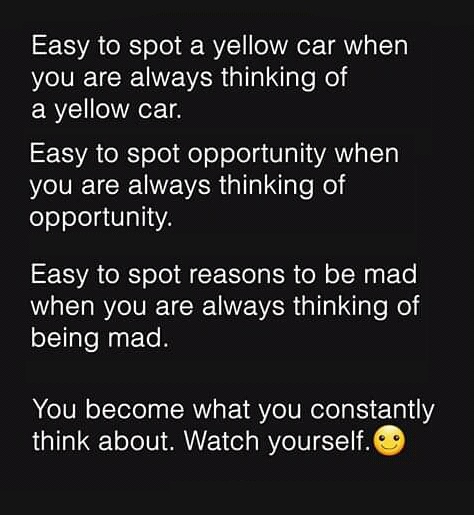 Easy to spot a yellow car when
you are always thinking of
a yellow car.
Easy to spot opportunity when
you are always thinking of
opportunity.
Easy to spot reasons to be mad
when you are always thinking of
being mad.
You become what you constantly
think about. Watch yourself.🙂